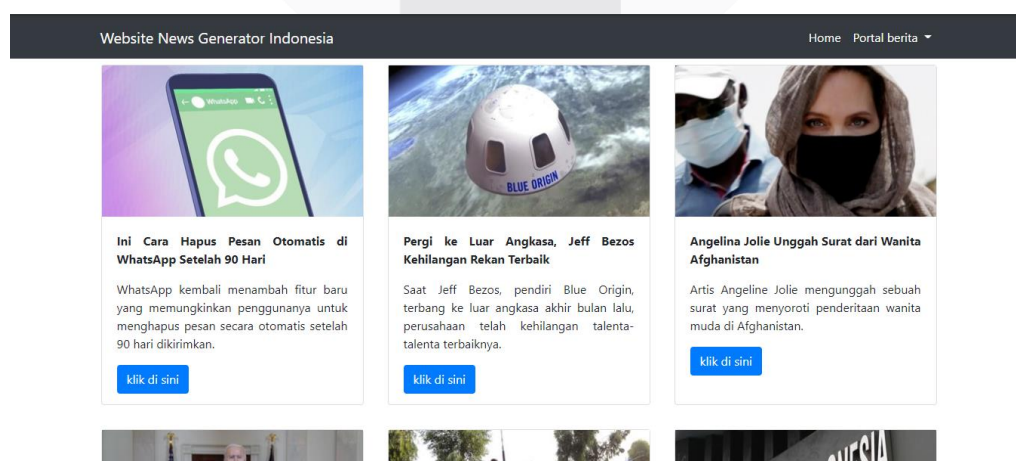 Website News Generator Indonesia
Home Portal berita
WhatsApp
BLUE ORIGIN
Ini Cara Hapus Pesan Otomatis di
WhatsApp Setelah 90 Hari
WhatsApp kembali menambah fitur baru
yang memungkinkan penggunanya untuk
menghapus pesan secara otomatis setelah
90 hari dikirimkan.
klik di sini
Pergi ke Luar Angkasa, Jeff Bezos
Kehilangan Rekan Terbaik
Saat Jeff Bezos, pendiri Blue Origin,
terbang ke luar angkasa akhir bulan lalu,
perusahaan telah kehilangan talenta-
talenta terbaiknya.
klik di sini
Angelina Jolie Unggah Surat dari Wanita
Afghanistan
Artis Angeline Jolie mengunggah sebuah
surat yang menyoroti penderitaan wanita
muda di Afghanistan.
klik di sini